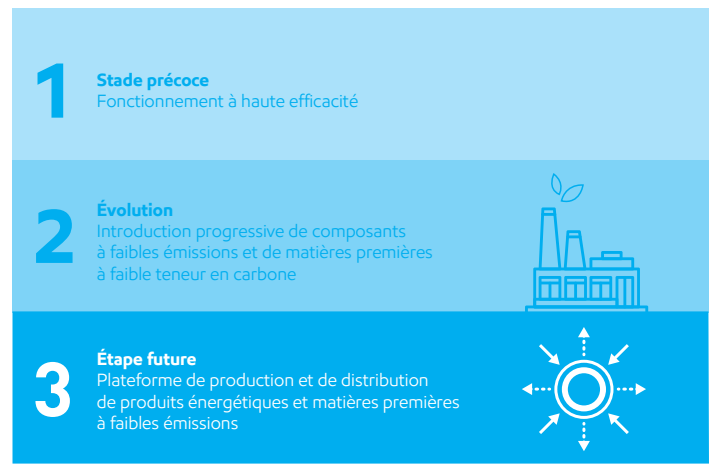 1
Stade précoce
Fonctionnement à haute efficacité
2
Évolution
Introduction progressive de composants
à faibles émissions et de matières premières
à faible teneur en carbone
3
Étape future
Plateforme de production et de distribution
de produits énergétiques et matières premières
à faibles émissions